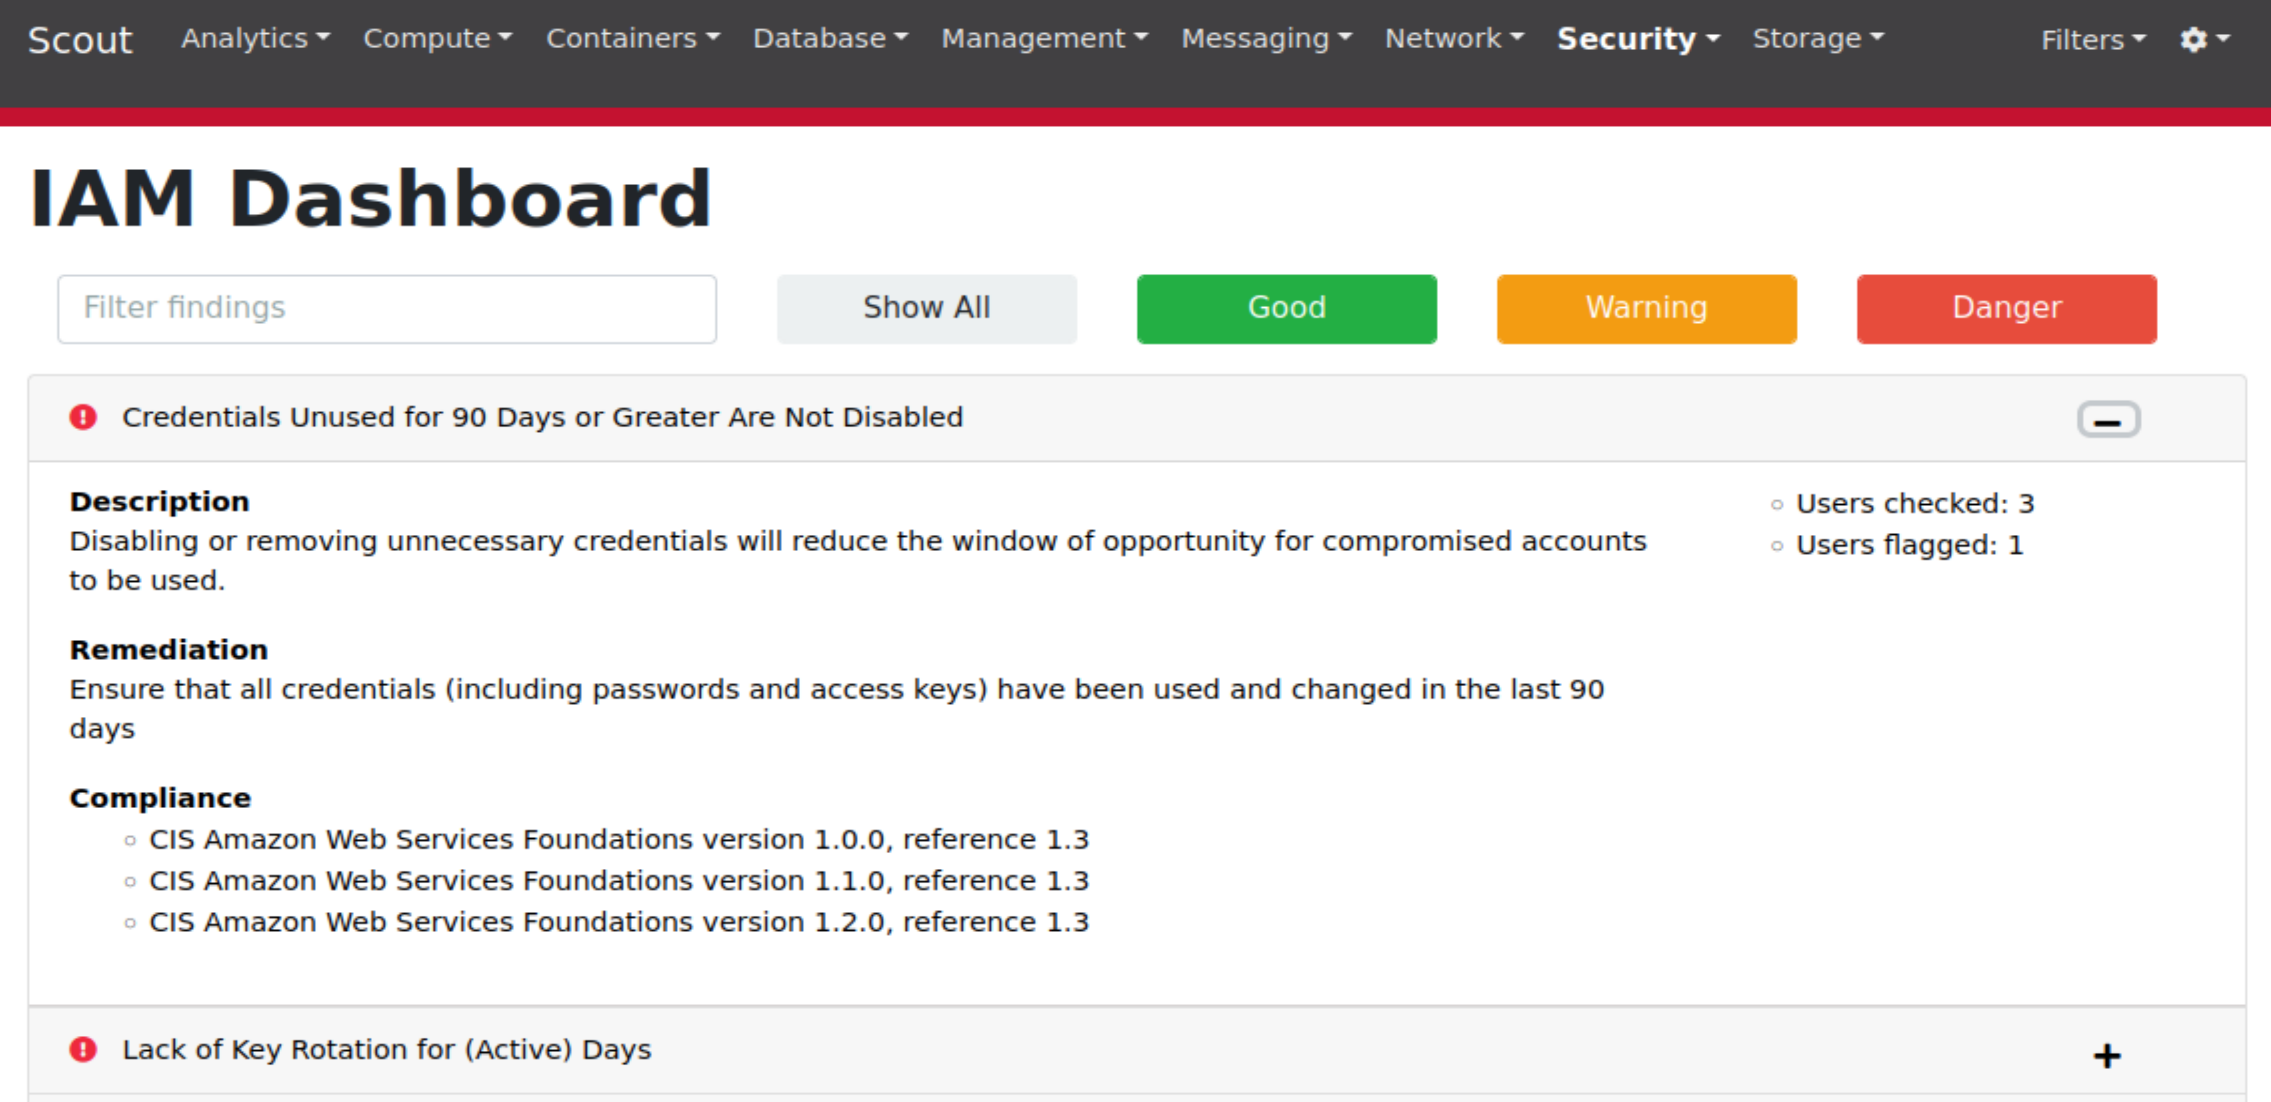 Scout Analytics Compute Containers Database Management Messaging Network Security Storage Filters
IAM Dashboard
Filter findings Show All Good Warning Danger
Credentials Unused for 90 Days or Greater Are Not Disabled
Description
Disabling or removing unnecessary credentials will reduce the window of opportunity for compromised accounts
to be used.
Users checked: 3
Users flagged: 1
Remediation
Ensure that all credentials (including passwords and access keys) have been used and changed in the last 90
days
Compliance
CIS Amazon Web Services Foundations version 1.0.0, reference 1.3
CIS Amazon Web Services Foundations version 1.1.0, reference 1.3
CIS Amazon Web Services Foundations version 1.2.0, reference 1.3
Lack of Key Rotation for (Active) Days